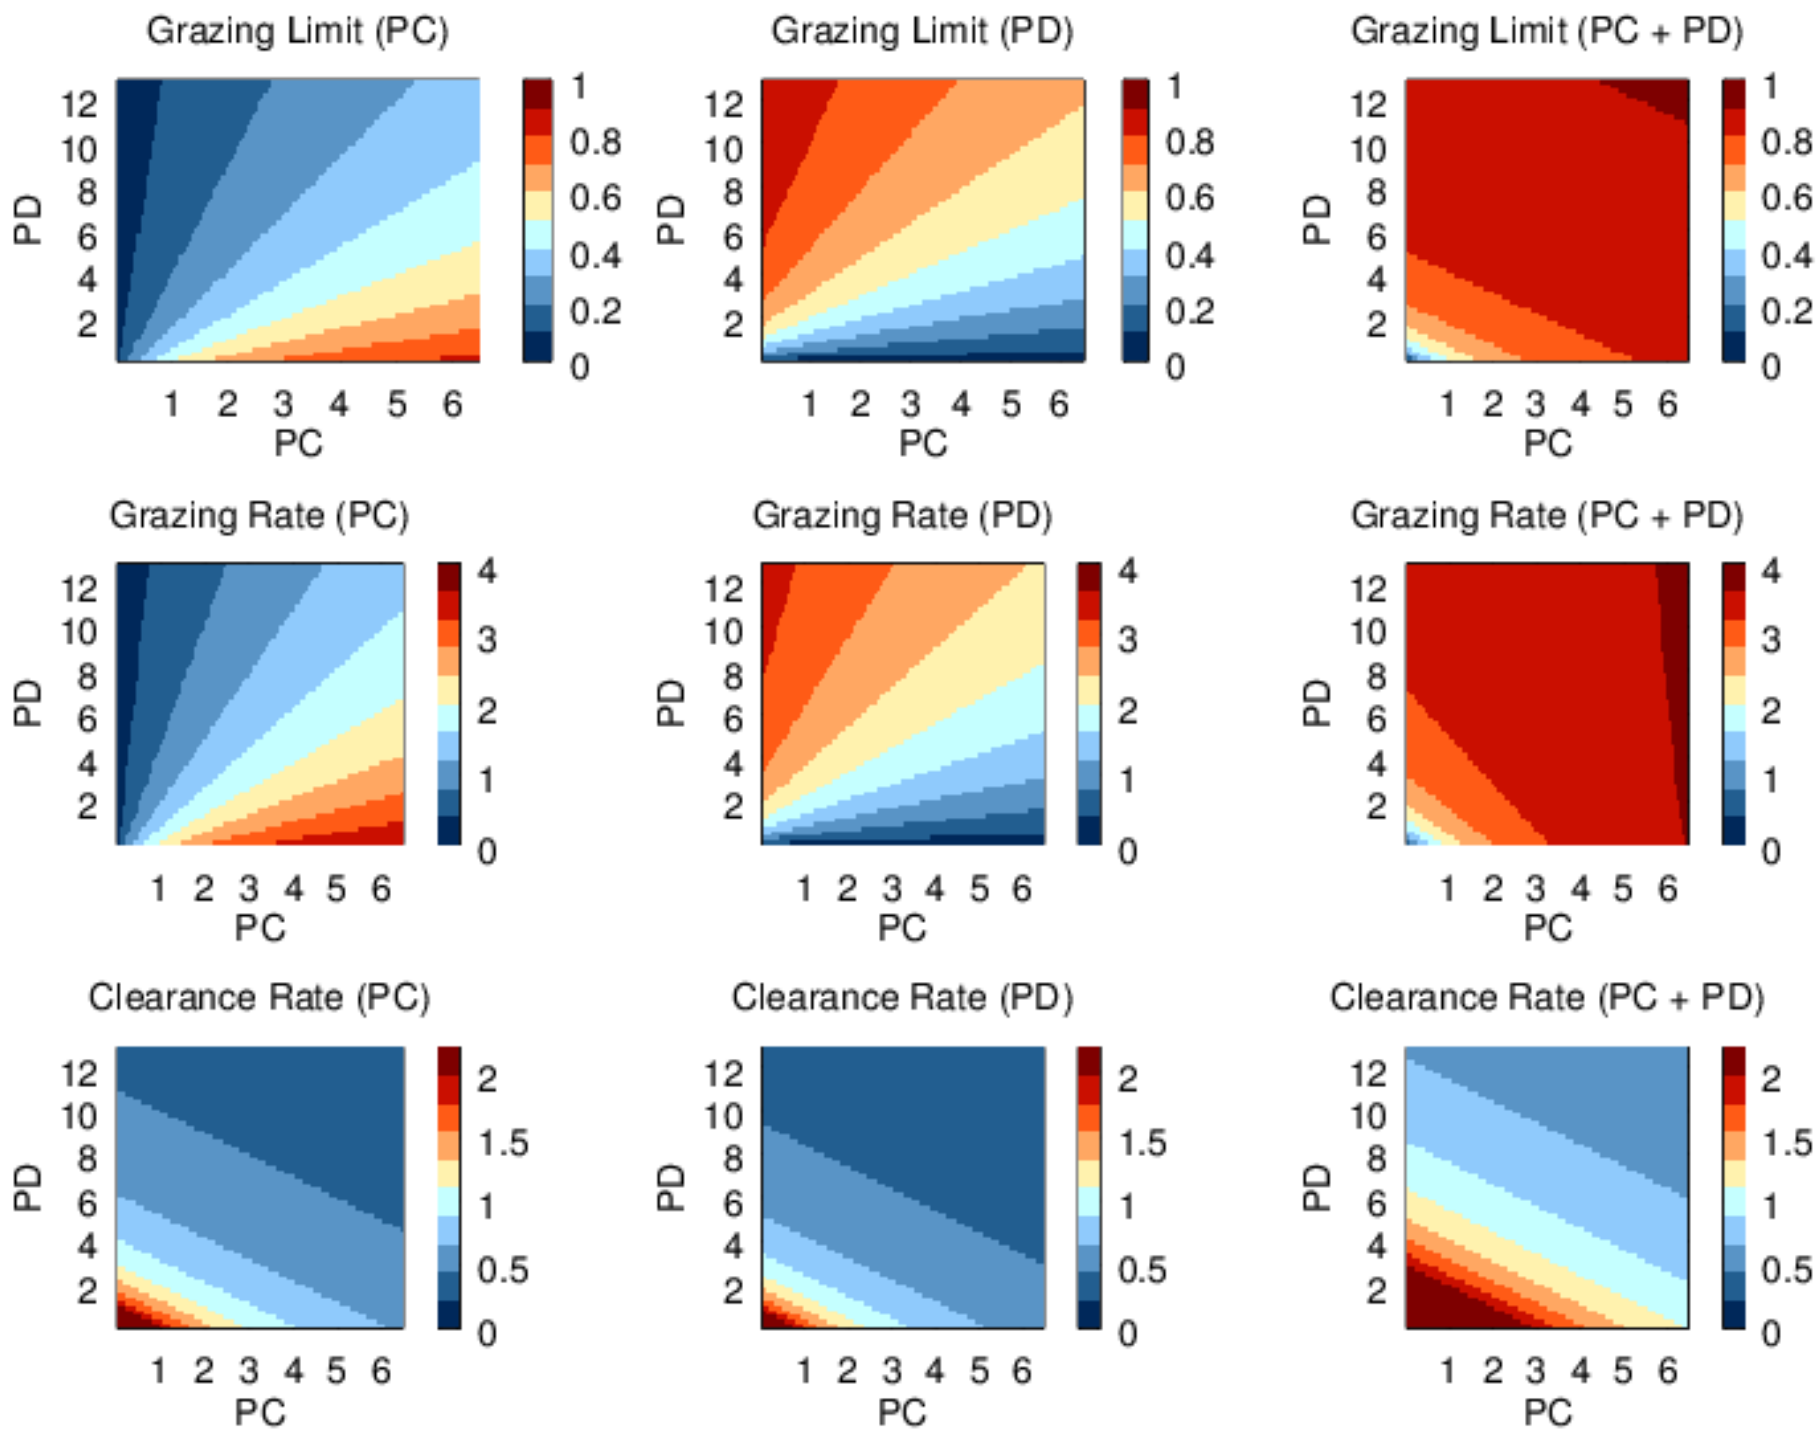 Grazing Limit (PC)
Grazing Limit (PD)
Grazing Limit (PC + PD)
12 10 8 6 4 2
PD
1 2 3 4 5 6
PC
1 0.8 0.6 0.4 0.2 0
12 10 8 6 4 2
PD
1 2 3 4 5 6
PC
1 0.8 0.6 0.4 0.2 0
12 10 8 6 4 2
PD
1 2 3 4 5 6
PC
1 0.8 0.6 0.4 0.2 0
Grazing Rate (PC)
Grazing Rate (PD)
Grazing Rate (PC + PD)
12 10 8 6 4 2
PD
1 2 3 4 5 6
PC
4 3 2 1 0
12 10 8 6 4 2
PD
1 2 3 4 5 6
PC
4 3 2 1 0
12 10 8 6 4 2
PD
1 2 3 4 5 6
PC
4 3 2 1 0
Clearance Rate (PC)
Clearance Rate (PD)
Clearance Rate (PC + PD)
12 10 8 6 4 2
PD
1 2 3 4 5 6
PC
2 1.5 1 0.5 0
12 10 8 6 4 2
PD
1 2 3 4 5 6
PC
2 1.5 1 0.5 0
12 10 8 6 4 2
PD
1 2 3 4 5 6
PC
2 1.5 1 0.5 0